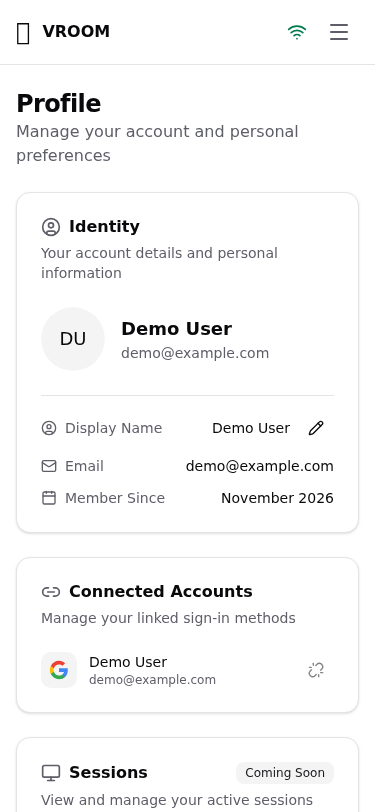 VROOM
Profile
Manage your account and personal
preferences
Identity
Your account details and personal
information
DU
Demo User
demo@example.com
Display Name Demo User
Email demo@example.com
Member Since November 2026
Connected Accounts
Manage your linked sign-in methods
Demo User
demo@example.com
Sessions Coming Soon
View and manage your active sessions